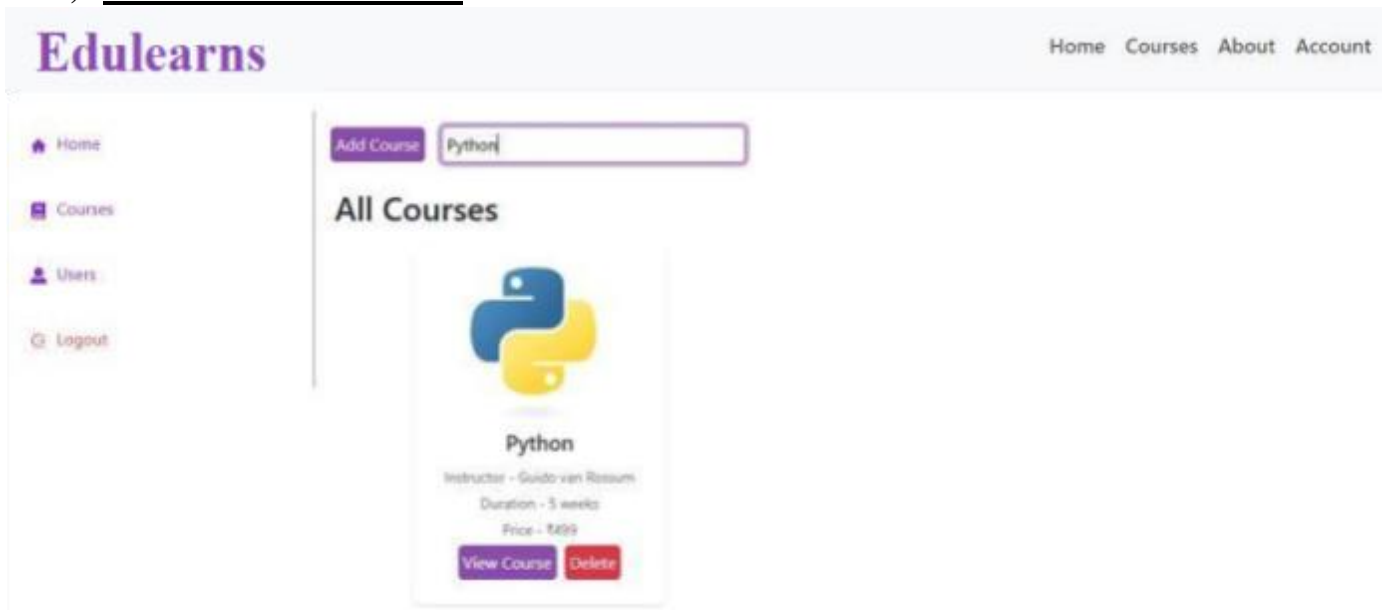 Edulearns
Home Courses About Account
Home
Courses
Users
Logout
Add Course Python
All Courses
Python
Instructor - Guido van Rossum
Duration - 5 weeks
Price - ₹499
View Course Delete